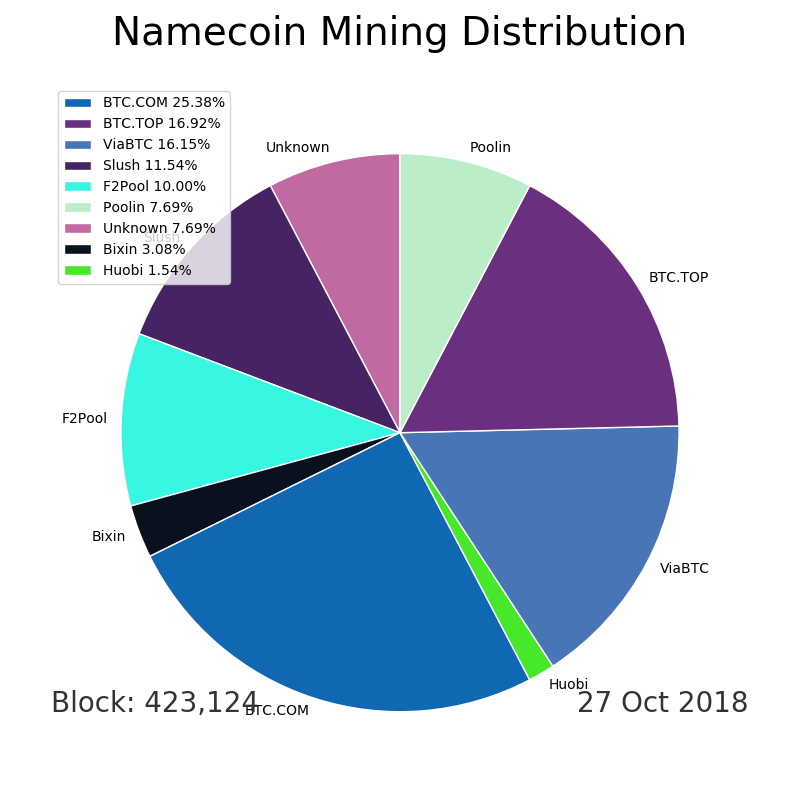 Namecoin Mining Distribution
BTC.COM 25.38%
BTC.TOP 16.92%
ViaBTC 16.15%
Slush 11.54%
F2Pool 10.00%
Poolin 7.69%
Unknown 7.69%
Bixin 3.08%
Huobi 1.54%
Unknown
Poolin
Slush
BTC.TOP
F2Pool
Bixin
ViaBTC
Huobi
BTC.COM
Block: 423,124
27 Oct 2018